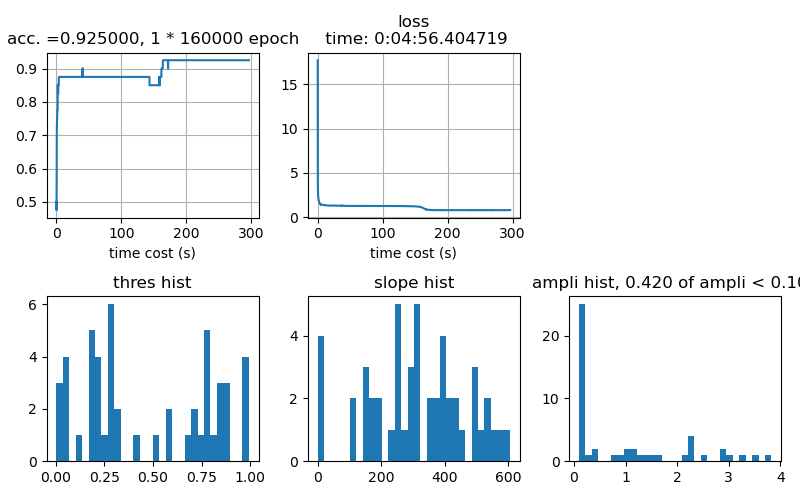 acc. =0.925000, 1 * 160000 epoch
loss
time: 0:04:56.404719
0.9
0.8
0.7
0.6
0.5
0 100 200 300
time cost (s)
15
10
5
0
0 100 200 300
time cost (s)
thres hist
6
4
2
0
0.00 0.25 0.50 0.75 1.00
slope hist
4
2
0
0 200 400 600
ampli hist, 0.420 of ampli < 0.10
20
10
0
0 1 2 3 4